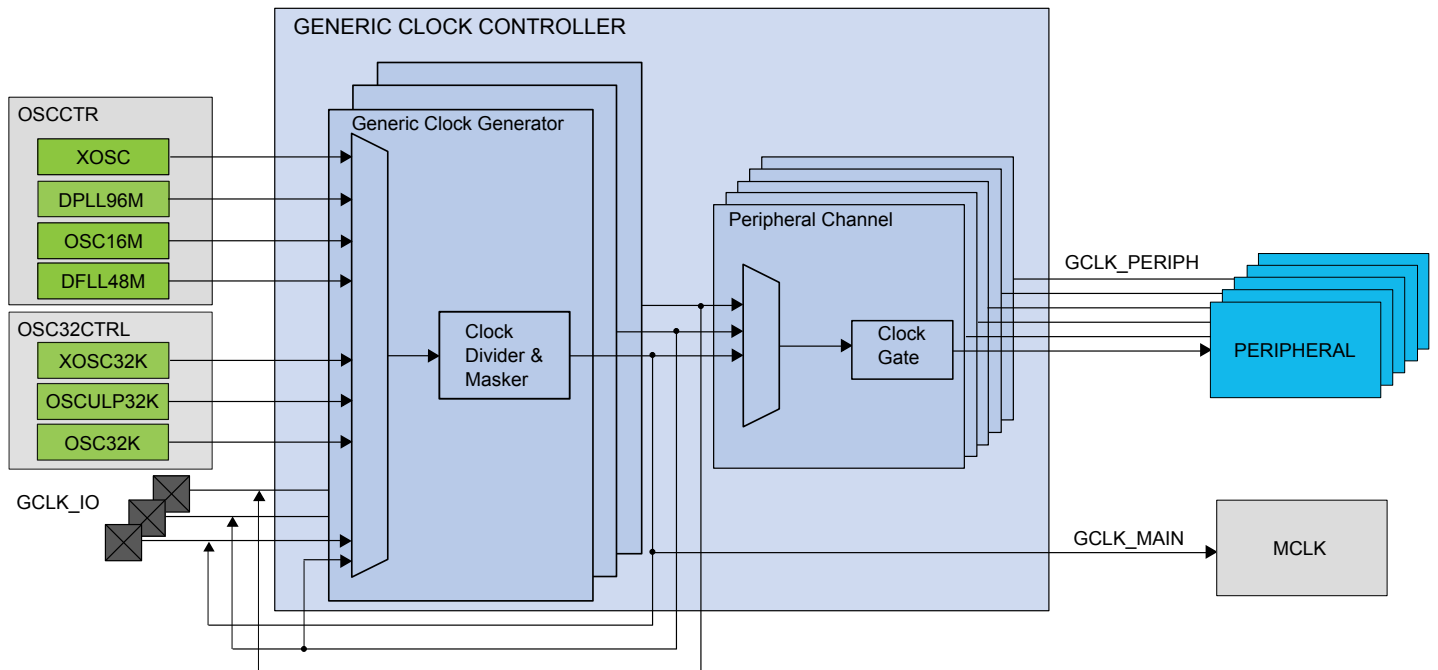 GENERIC CLOCK CONTROLLER
OSCCTR
XOSC
DPLL96M
OSC16M
DFLL48M
OSC32CTRL
XOSC32K
OSCULP32K
OSC32K
GCLK_IO
Generic Clock Generator
Clock
Divider &
Masker
Peripheral Channel
Clock
Gate
GCLK_PERIPH
PERIPHERAL
GCLK_MAIN
MCLK